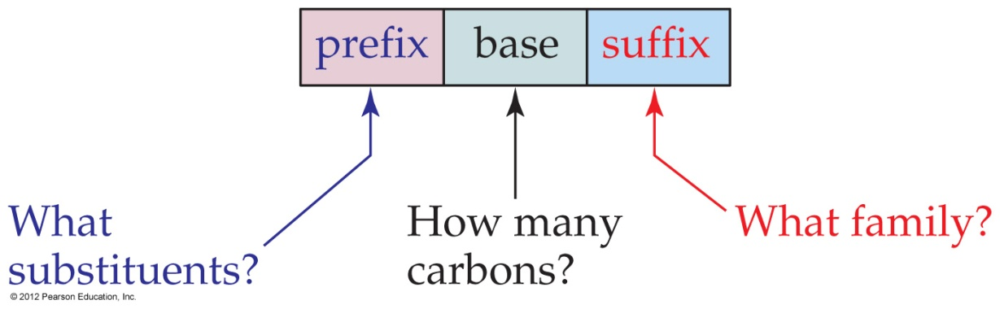 prefix base suffix
What
substituents?
How many
carbons?
What family?
© 2012 Pearson Education, Inc.